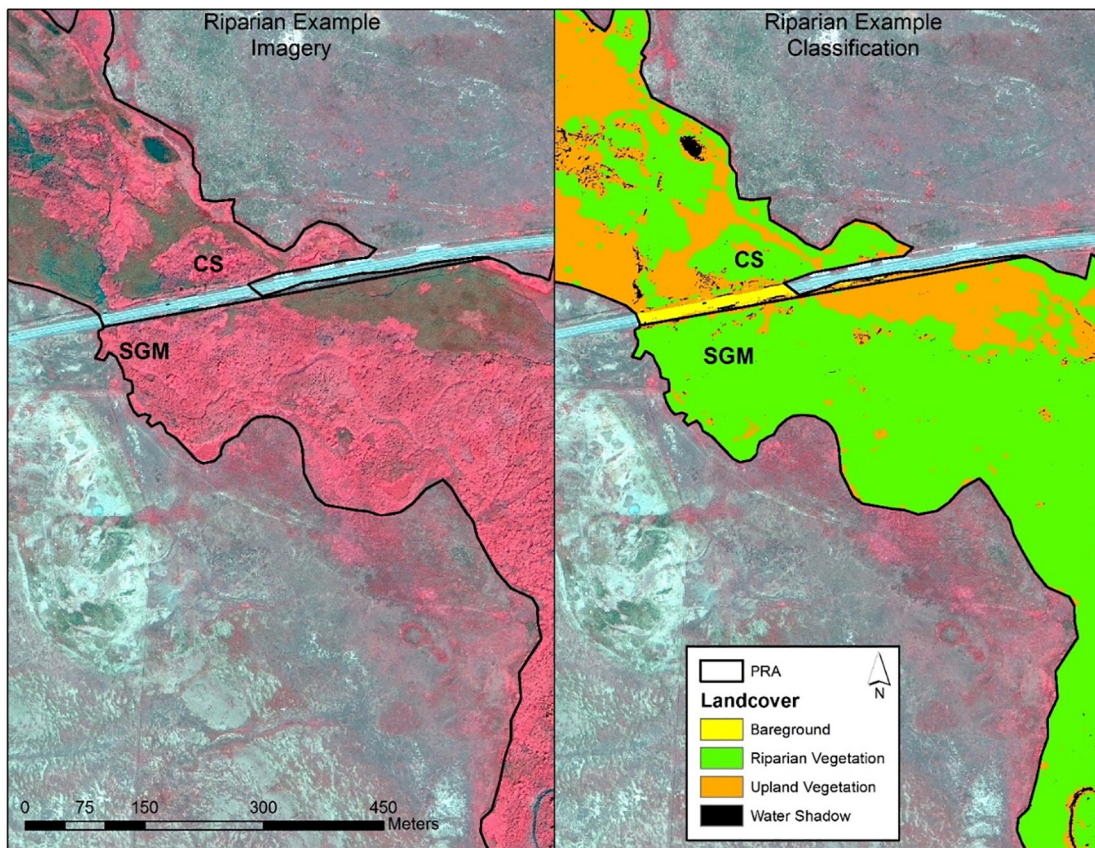 Riparian Example
Imagery
CS
SGM
0 75 150 300 450
Meters
Riparian Example
Classification
CS
SGM
PRA
N
Landcover
Bareground
Riparian Vegetation
Upland Vegetation
Water Shadow